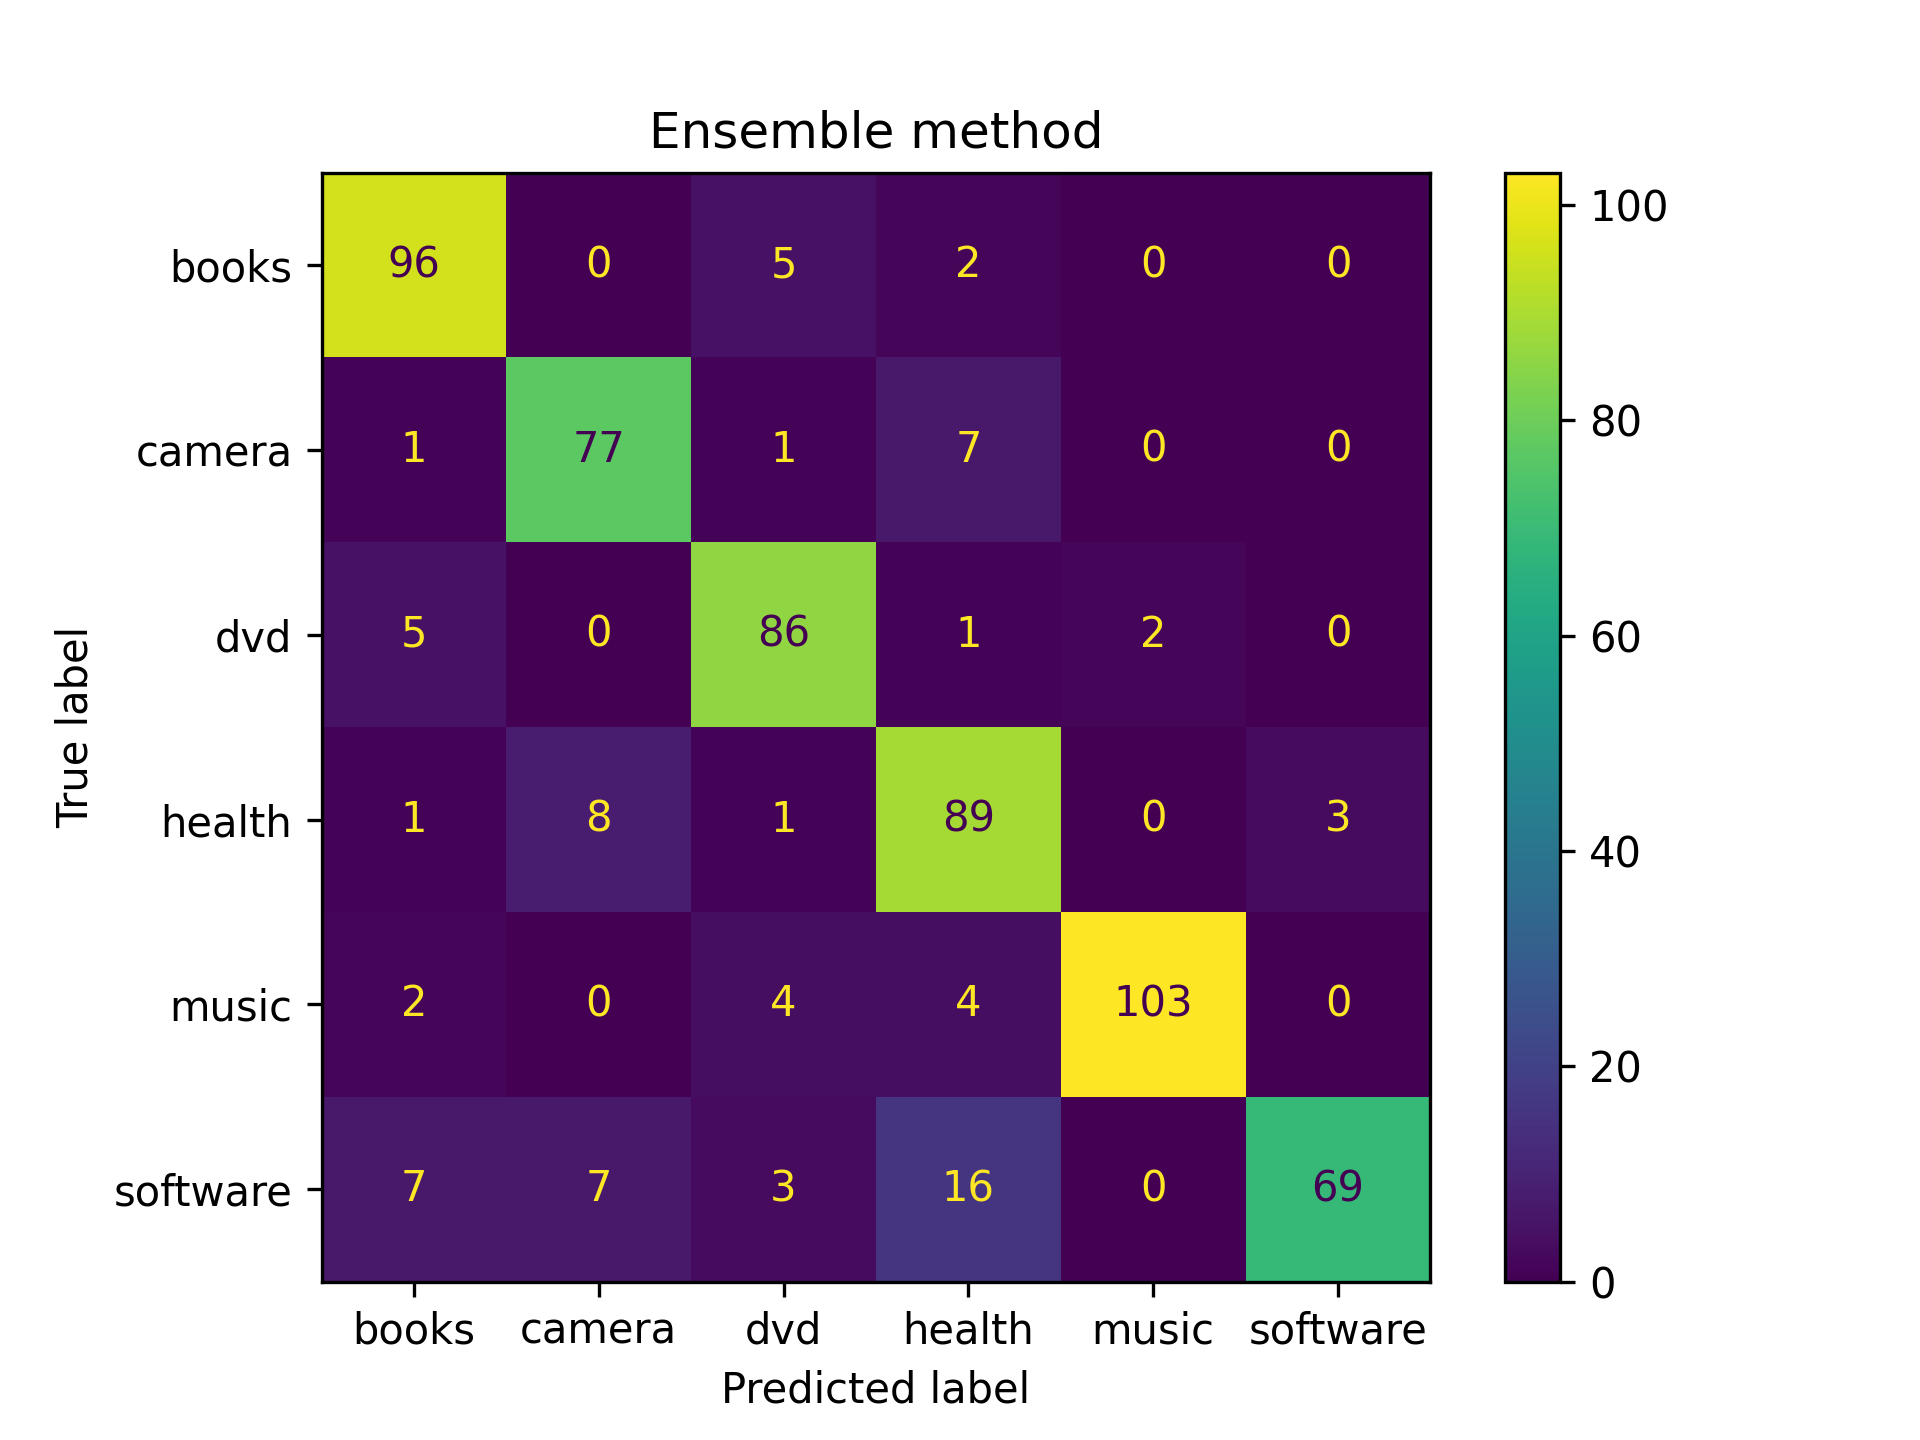 Ensemble method
books 96 0 5 2 0 0
camera 1 77 1 7 0 0
dvd 5 0 86 1 2 0
health 1 8 1 89 0 3
music 2 0 4 4 103 0
software 7 7 3 16 0 69
books camera dvd health music software
Predicted label
True label
100
80
60
40
20
0